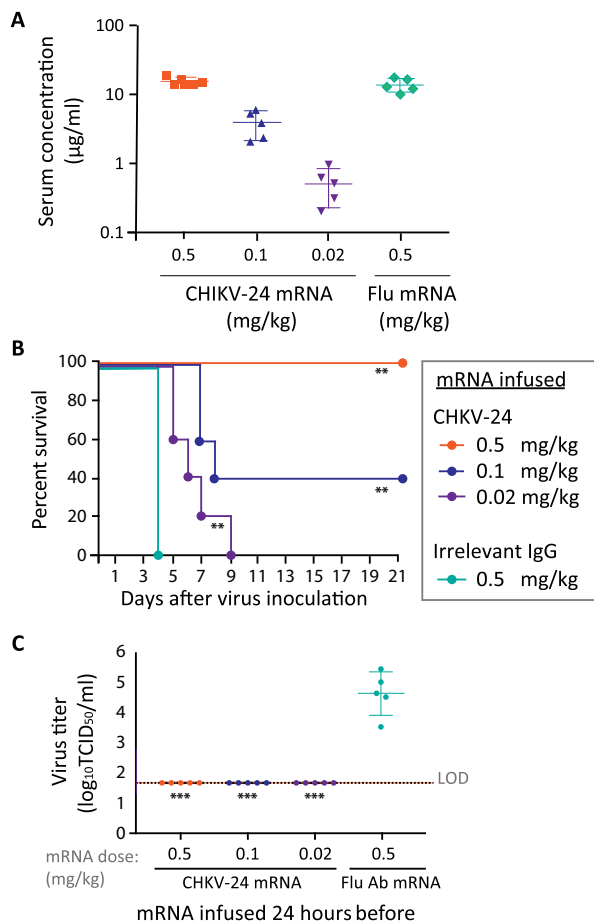 A
Serum concentration
(µg/ml)
100
10
1
0.1
0.5
0.1
0.02
0.5
CHIKV-24 mRNA
(mg/kg)
Flu mRNA
(mg/kg)
B
Percent survival
100
80
60
40
20
0
**
**
**
1 3 5 7 9 11 13 15 17 19 21
Days after virus inoculation
mRNA infused
CHKV-24
0.5 mg/kg
0.1 mg/kg
0.02 mg/kg
Irrelevant IgG
0.5 mg/kg
C
Virus titer
(log10TCID50/ml)
6
5
4
3
2
1
0
LOD
*** *** ***
mRNA dose:
(mg/kg)
0.5 0.1 0.02 0.5
CHKV-24 mRNA
Flu Ab mRNA
mRNA infused 24 hours before